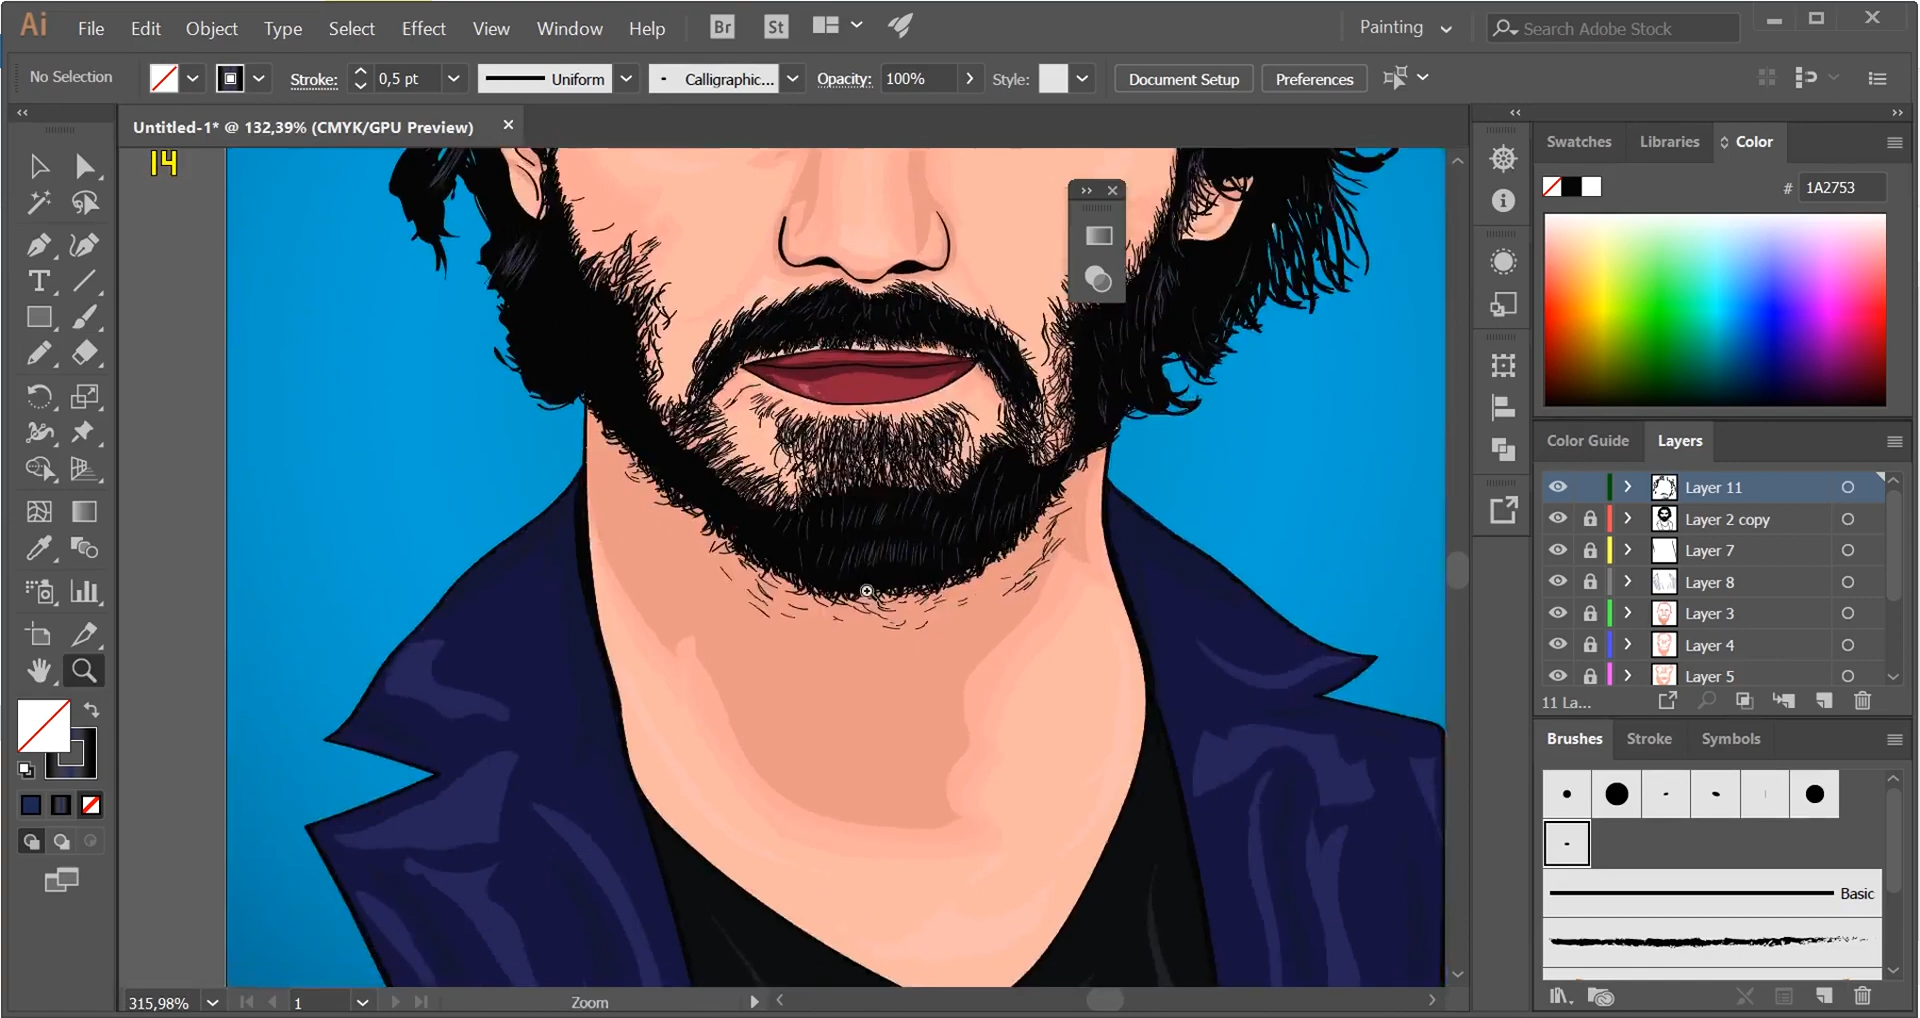 Ai File Edit Object Type Select Effect View Window Help Br St Painting Search Adobe Stock
No Selection Stroke: 0,5 pt Uniform Calligraphic... Opacity: 100% Style: Document Setup Preferences
Untitled-1* @ 132,39% (CMYK/GPU Preview)
14
Swatches Libraries Color
# 1A2753
Color Guide Layers
Layer 11
Layer 2 copy
Layer 7
Layer 8
Layer 3
Layer 4
Layer 5
11 La...
Brushes Stroke Symbols
Basic
315,98% 1 Zoom